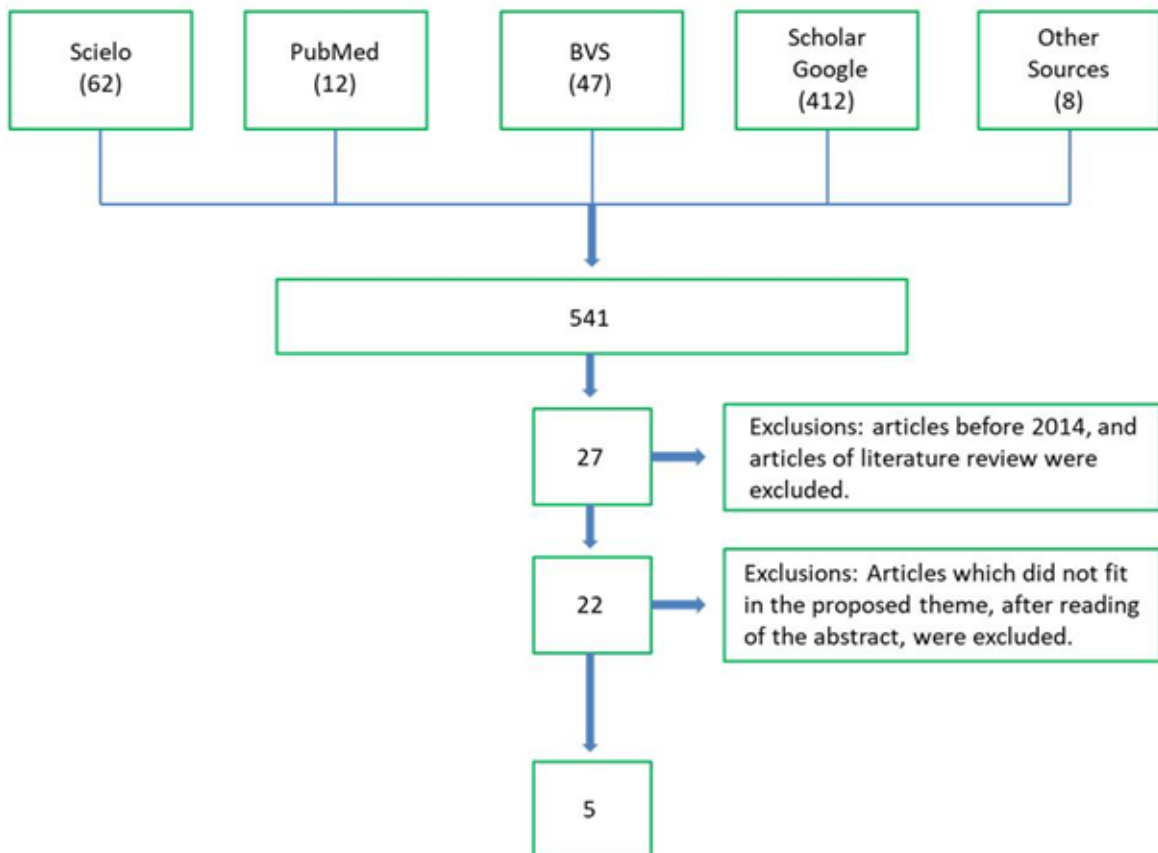 Scielo
(62)
PubMed
(12)
BVS
(47)
Scholar
Google
(412)
Other
Sources
(8)
541
27
Exclusions: articles before 2014, and
articles of literature review were
excluded.
22
Exclusions: Articles which did not fit
in the proposed theme, after reading
of the abstract, were excluded.
5